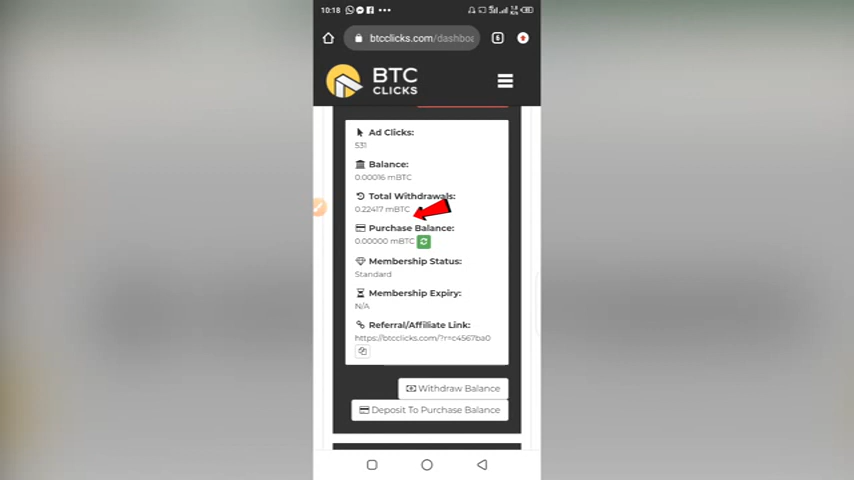 10:18
btcclicks.com/dashboa
6
BTC
CLICKS
Ad Clicks:
531
Balance:
0.00016 mBTC
Total Withdrawals:
0.22417 mBTC
Purchase Balance:
0.00000 mBTC
Membership Status:
Standard
Membership Expiry:
N/A
Referral/Affiliate Link:
https://btcclicks.com/?r=c4567ba0
Withdraw Balance
Deposit To Purchase Balance